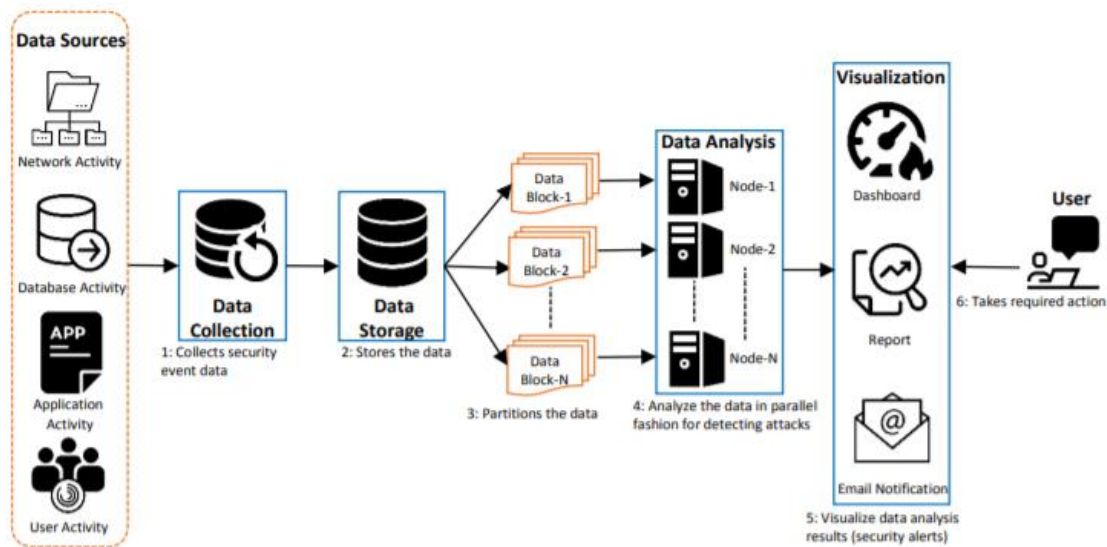 Data Sources
Network Activity
Database Activity
APP
Application
Activity
User Activity
Data
Collection
1: Collects security
event data
Data
Storage
2: Stores the data
Data
Block-1
Data
Block-2
Data
Block-N
3: Partitions the data
Data Analysis
Node-1
Node-2
Node-N
4: Analyze the data in parallel
fashion for detecting attacks
Visualization
Dashboard
Report
@
Email Notification
5: Visualize data analysis
results (security alerts)
User
6: Takes required action